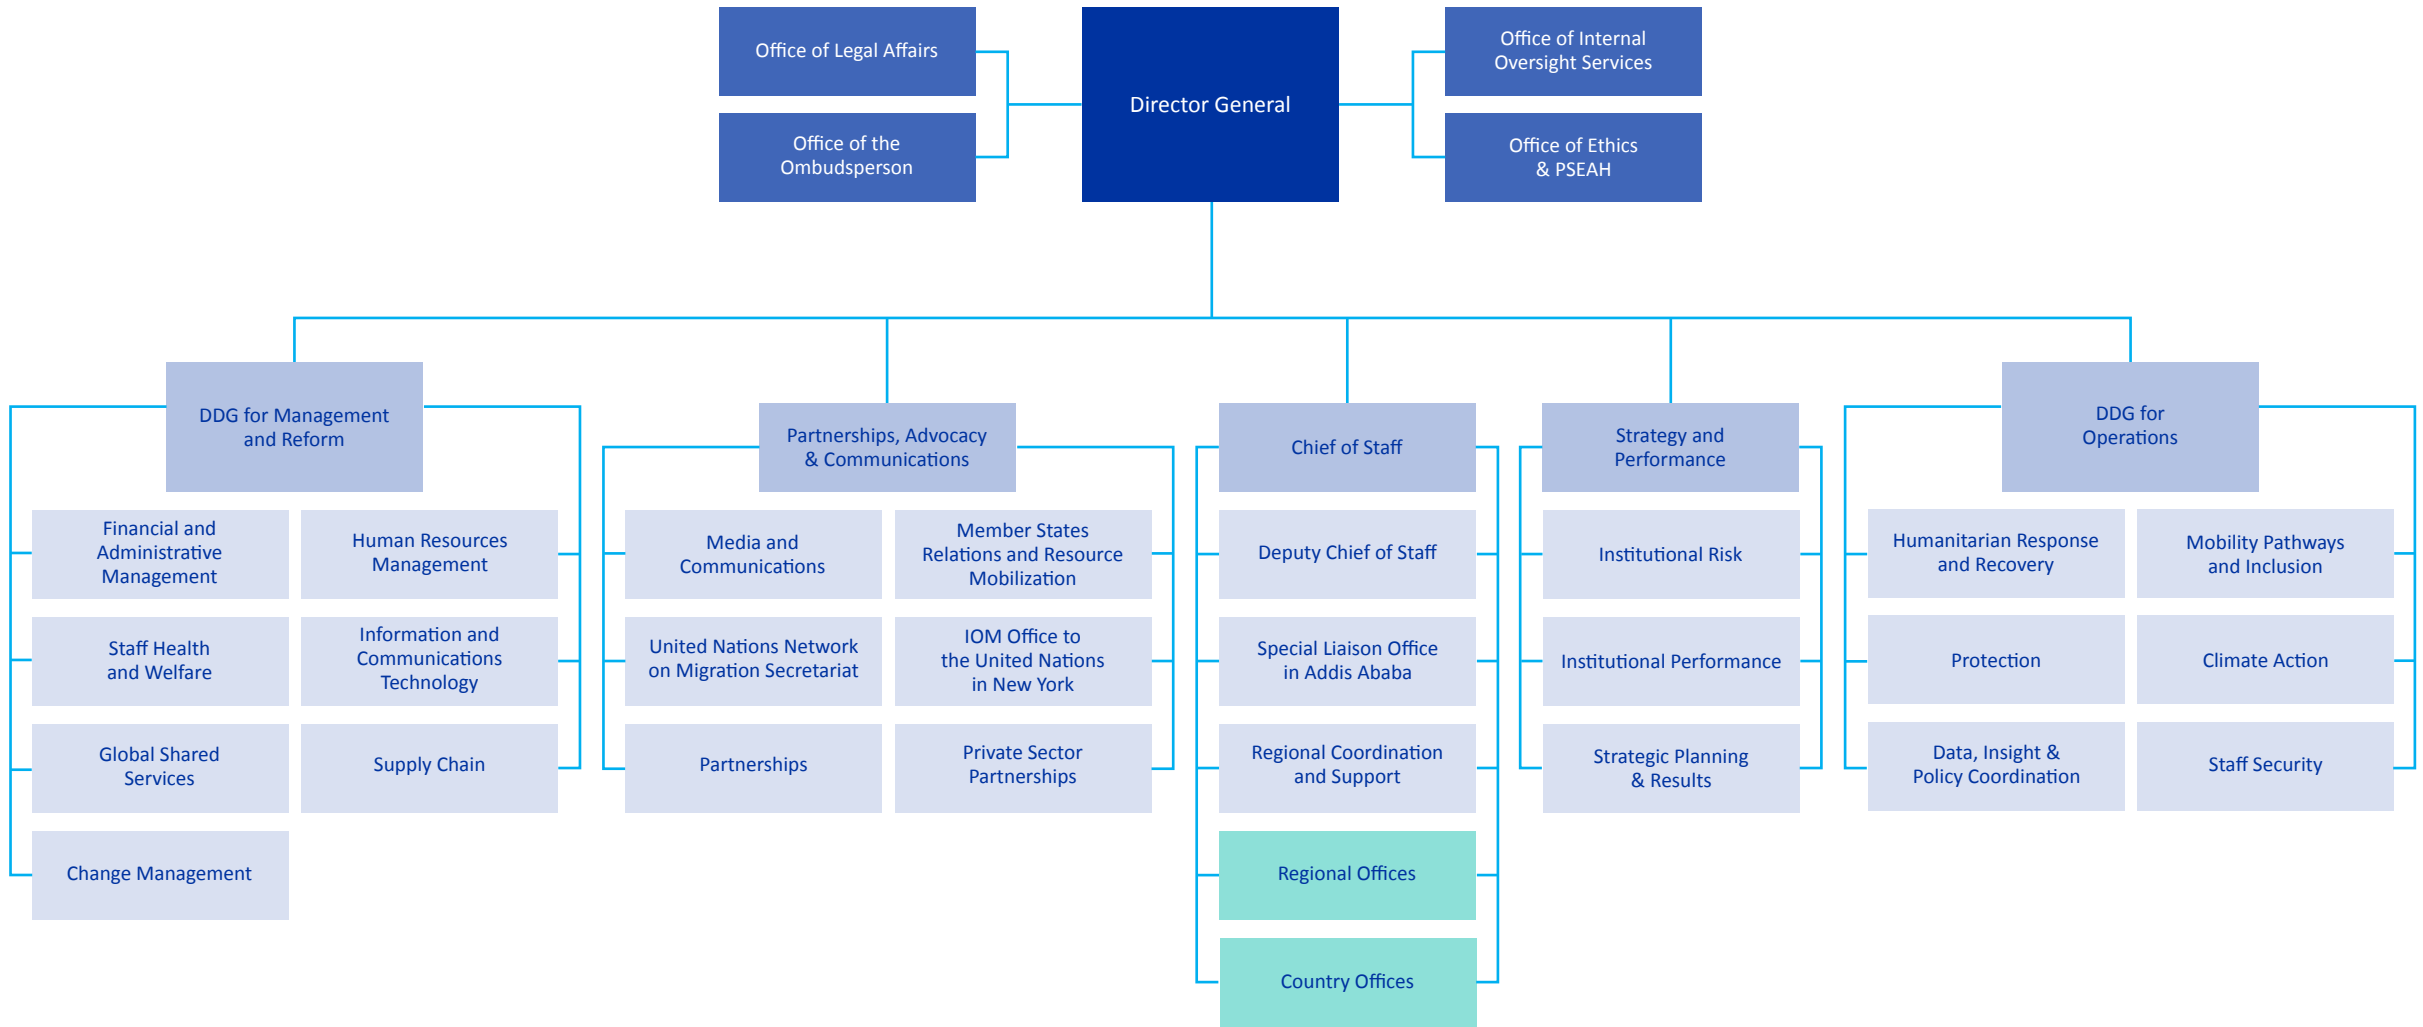 Office of Legal Affairs
Office of the
Ombudsperson
Director General
Office of Internal
Oversight Services
Office of Ethics
& PSEAH
DDG for Management
and Reform
Financial and
Administrative
Management
Human Resources
Management
Staff Health
and Welfare
Information and
Communications
Technology
Global Shared
Services
Supply Chain
Change Management
Partnerships, Advocacy
& Communications
Media and
Communications
Member States
Relations and Resource
Mobilization
United Nations Network
on Migration Secretariat
IOM Office to
the United Nations
in New York
Partnerships
Private Sector
Partnerships
Chief of Staff
Deputy Chief of Staff
Special Liaison Office
in Addis Ababa
Regional Coordination
and Support
Regional Offices
Country Offices
Strategy and
Performance
Institutional Risk
Institutional Performance
Strategic Planning
& Results
DDG for
Operations
Humanitarian Response
and Recovery
Mobility Pathways
and Inclusion
Protection
Climate Action
Data, Insight &
Policy Coordination
Staff Security